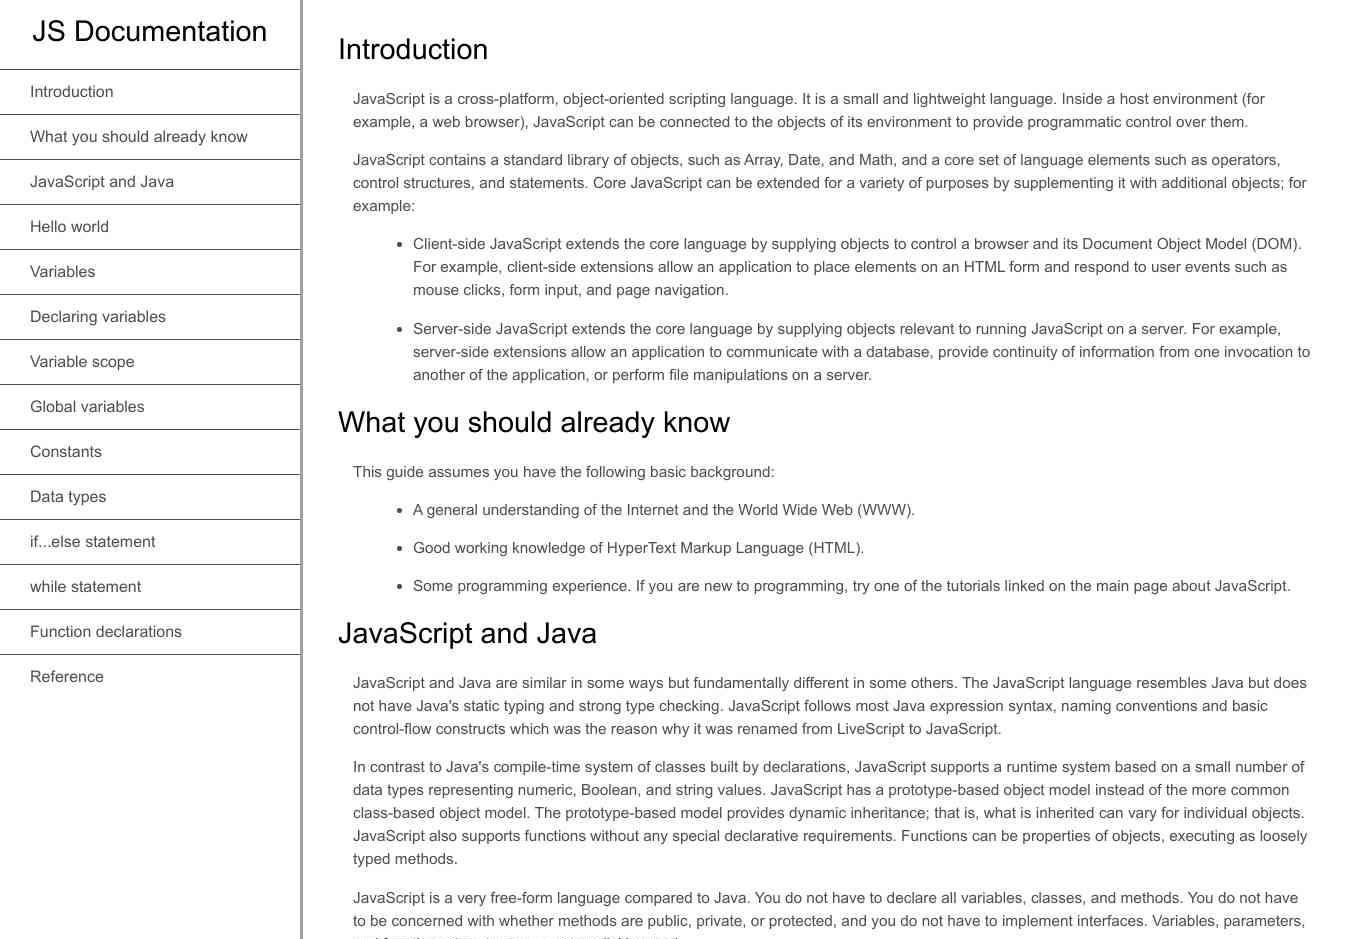 JS Documentation
Introduction
What you should already know
JavaScript and Java
Hello world
Variables
Declaring variables
Variable scope
Global variables
Constants
Data types
if...else statement
while statement
Function declarations
Reference
Introduction
JavaScript is a cross-platform, object-oriented scripting language. It is a small and lightweight language. Inside a host environment (for
example, a web browser), JavaScript can be connected to the objects of its environment to provide programmatic control over them.
JavaScript contains a standard library of objects, such as Array, Date, and Math, and a core set of language elements such as operators,
control structures, and statements. Core JavaScript can be extended for a variety of purposes by supplementing it with additional objects; for
example:
• Client-side JavaScript extends the core language by supplying objects to control a browser and its Document Object Model (DOM).
For example, client-side extensions allow an application to place elements on an HTML form and respond to user events such as
mouse clicks, form input, and page navigation.
• Server-side JavaScript extends the core language by supplying objects relevant to running JavaScript on a server. For example,
server-side extensions allow an application to communicate with a database, provide continuity of information from one invocation to
another of the application, or perform file manipulations on a server.
What you should already know
This guide assumes you have the following basic background:
• A general understanding of the Internet and the World Wide Web (WWW).
• Good working knowledge of HyperText Markup Language (HTML).
• Some programming experience. If you are new to programming, try one of the tutorials linked on the main page about JavaScript.
JavaScript and Java
JavaScript and Java are similar in some ways but fundamentally different in some others. The JavaScript language resembles Java but does
not have Java's static typing and strong type checking. JavaScript follows most Java expression syntax, naming conventions and basic
control-flow constructs which was the reason why it was renamed from LiveScript to JavaScript.
In contrast to Java's compile-time system of classes built by declarations, JavaScript supports a runtime system based on a small number of
data types representing numeric, Boolean, and string values. JavaScript has a prototype-based object model instead of the more common
class-based object model. The prototype-based model provides dynamic inheritance; that is, what is inherited can vary for individual objects.
JavaScript also supports functions without any special declarative requirements. Functions can be properties of objects, executing as loosely
typed methods.
JavaScript is a very free-form language compared to Java. You do not have to declare all variables, classes, and methods. You do not have
to be concerned with whether methods are public, private, or protected, and you do not have to implement interfaces. Variables, parameters,